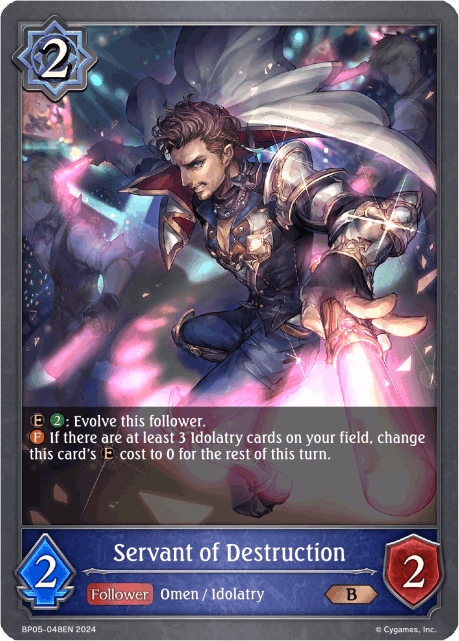 2
E 2 : Evolve this follower.
F If there are at least 3 Idolatry cards on your field, change
this card's E cost to 0 for the rest of this turn.
Servant of Destruction
2
Follower Omen / Idolatry B
2
BP05-048EN 2024 © Cygames, Inc.